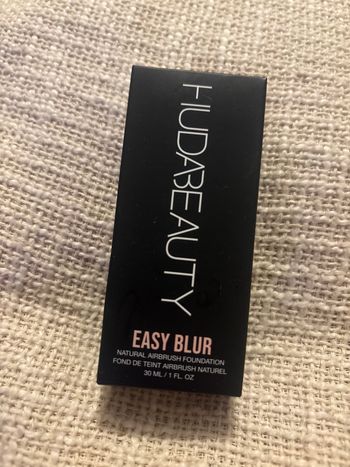 HUDABEAUTY
EASY BLUR
NATURAL AIRBRUSH FOUNDATION
FOND DE TEINT AIRBRUSH NATUREL
30 ML / 1 FL. OZ